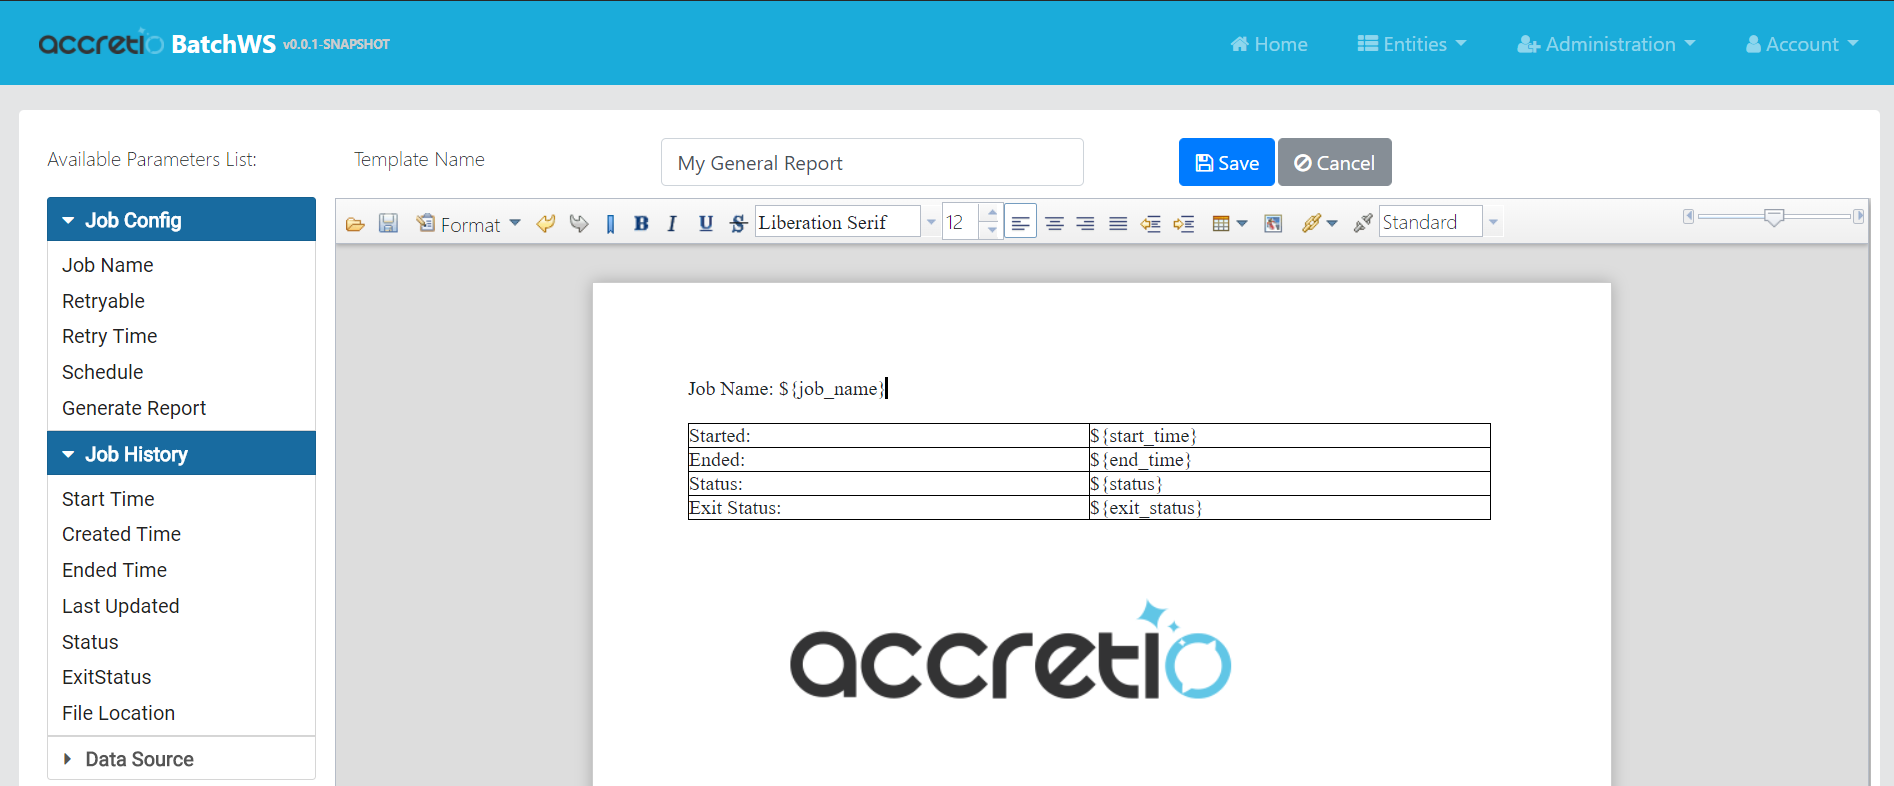 accretio BatchWS v0.0.1-SNAPSHOT
Home Entities Administration Account
Available Parameters List:
Template Name
My General Report
Save Cancel
Job Config
Job Name
Retryable
Retry Time
Schedule
Generate Report
Job History
Start Time
Created Time
Ended Time
Last Updated
Status
ExitStatus
File Location
Data Source
Format B I U S Liberation Serif 12 Standard
Job Name: ${job_name}
Started: ${start_time}
Ended: ${end_time}
Status: ${status}
Exit Status: ${exit_status}
accretio